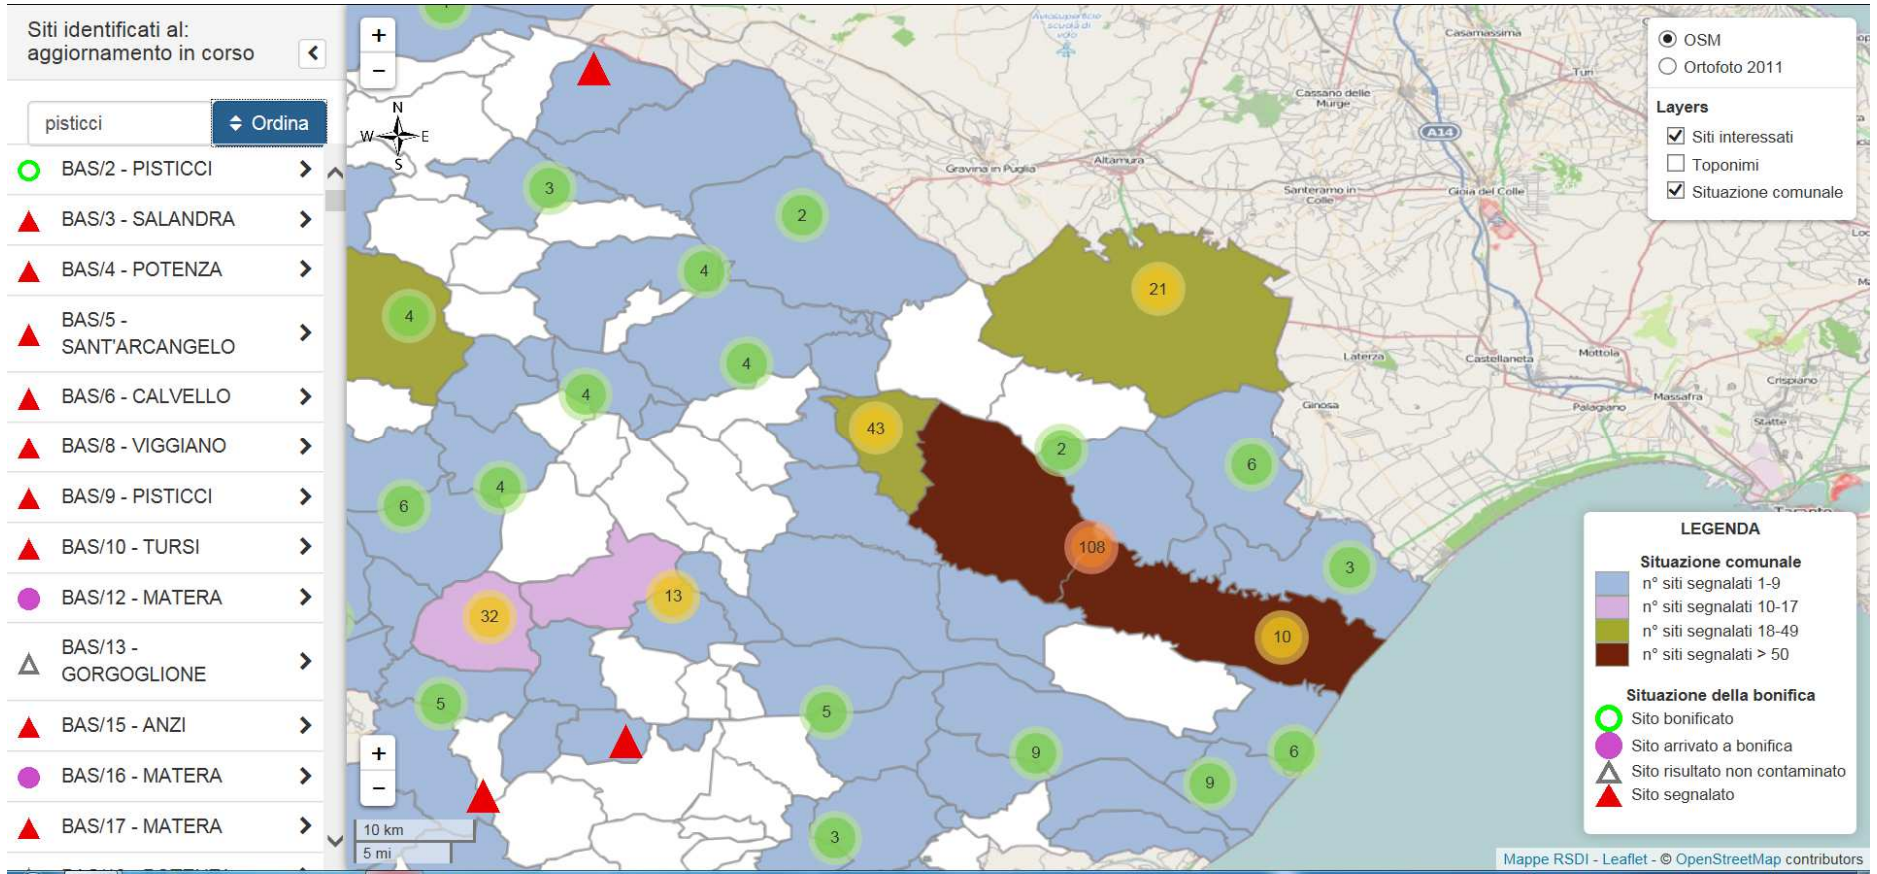 Siti identificati al:
aggiornamento in corso
pisticci
Ordina
BAS/2 - PISTICCI
BAS/3 - SALANDRA
BAS/4 - POTENZA
BAS/5 -
SANT'ARCANGELO
BAS/6 - CALVELLO
BAS/8 - VIGGIANO
BAS/9 - PISTICCI
BAS/10 - TURSI
BAS/12 - MATERA
BAS/13 -
GORGOGLIONE
BAS/15 - ANZI
BAS/16 - MATERA
BAS/17 - MATERA
+
−
N
W E
S
Aviosuperficie
scuola di
volo
Casamassima
Turi
Cassano delle
Murge
A14
Altamura
Gravina in Puglia
Santeramo in
Colle
Gioia del Colle
Laterza
Castellaneta
Mottola
Crispiano
Ginosa
Palagiano
Massafra
Statte
Taranto
3
2
4
21
4
4
4
43
2
6
4
6
108
3
13
32
10
5
5
9
6
9
3
+
−
10 km
5 mi
OSM
Ortofoto 2011
Layers
Siti interessati
Toponimi
Situazione comunale
LEGENDA
Situazione comunale
n° siti segnalati 1-9
n° siti segnalati 10-17
n° siti segnalati 18-49
n° siti segnalati > 50
Situazione della bonifica
Sito bonificato
Sito arrivato a bonifica
Sito risultato non contaminato
Sito segnalato
Mappe RSDI - Leaflet - © OpenStreetMap contributors